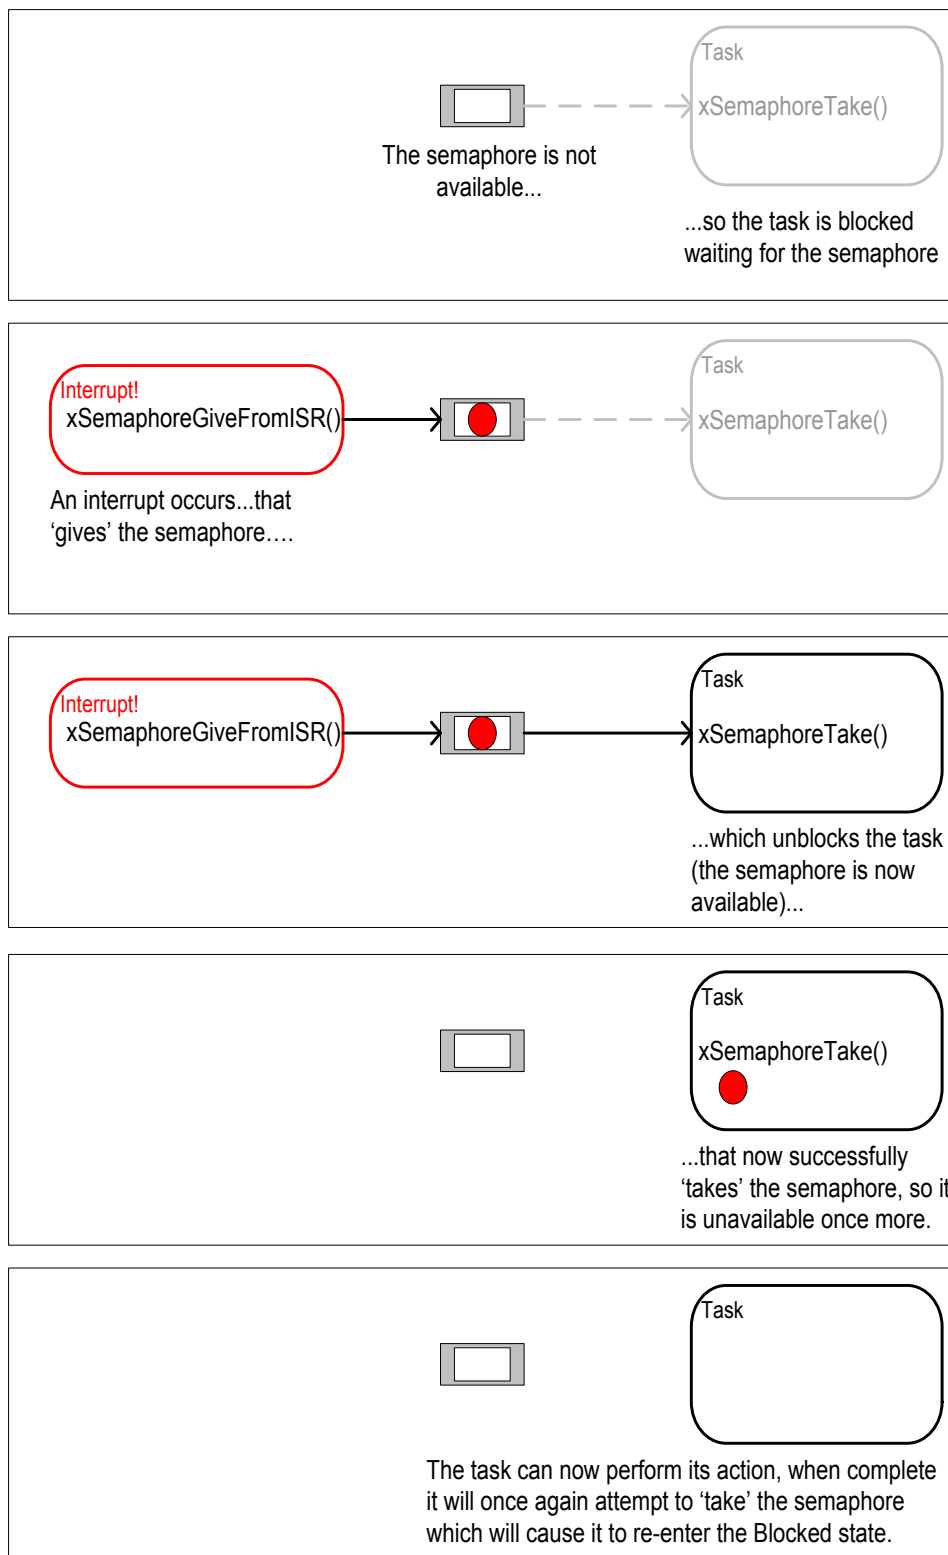 Task
xSemaphoreTake()
The semaphore is not
available...
...so the task is blocked
waiting for the semaphore
Interrupt!
xSemaphoreGiveFromISR()
Task
xSemaphoreTake()
An interrupt occurs...that
‘gives’ the semaphore….
Interrupt!
xSemaphoreGiveFromISR()
Task
xSemaphoreTake()
...which unblocks the task
(the semaphore is now
available)...
Task
xSemaphoreTake()
...that now successfully
‘takes’ the semaphore, so it
is unavailable once more.
Task
The task can now perform its action, when complete
it will once again attempt to ‘take’ the semaphore
which will cause it to re-enter the Blocked state.